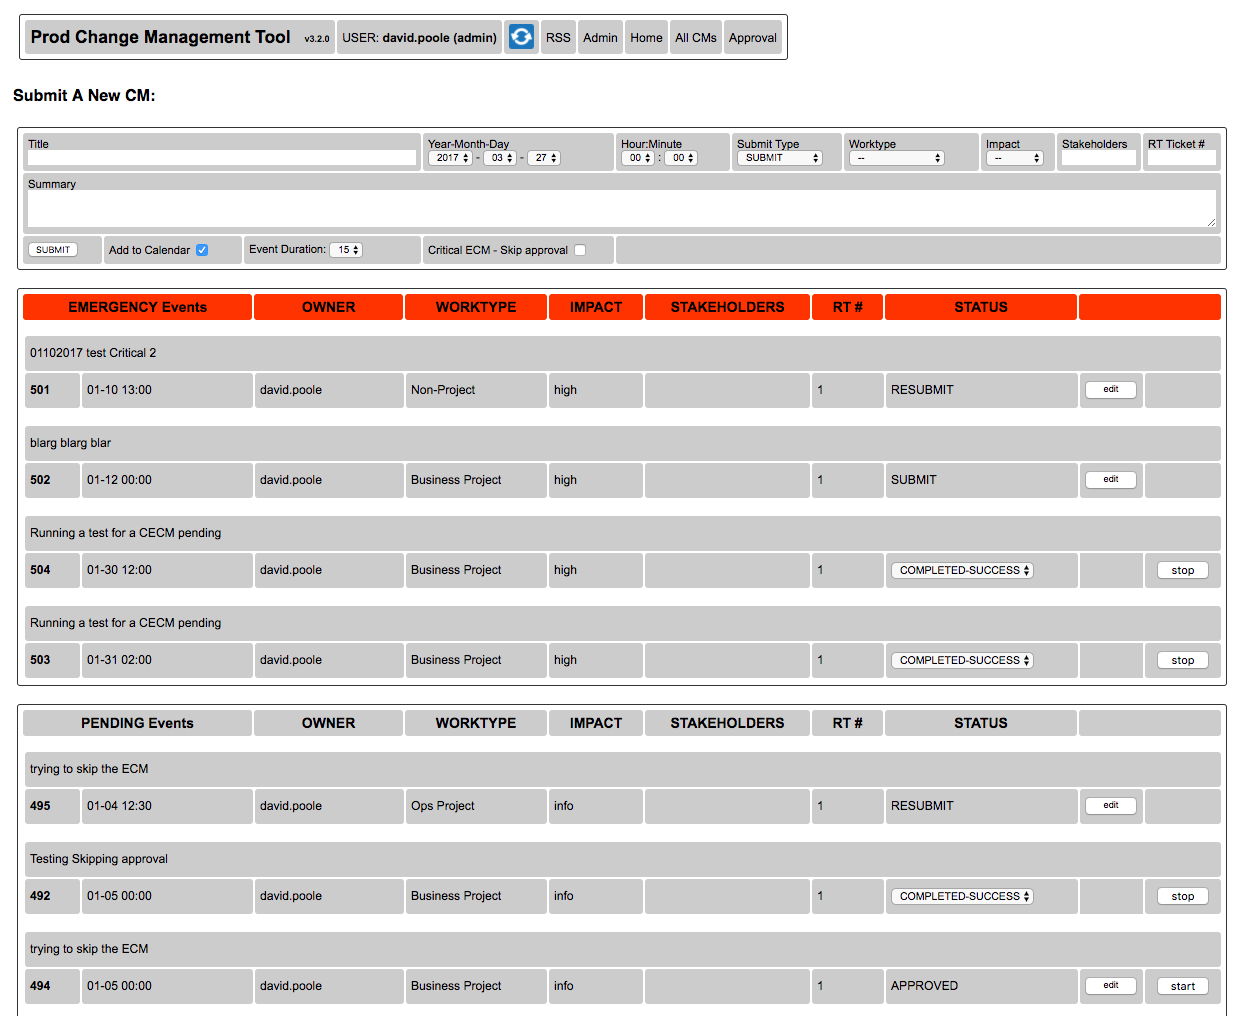 Prod Change Management Tool v3.2.0 USER: david.poole (admin) RSS Admin Home All CMs Approval
Submit A New CM:
Title Year-Month-Day Hour:Minute Submit Type Worktype Impact Stakeholders RT Ticket #
2017 - 03 - 27 00 : 00 SUBMIT -- --
Summary
SUBMIT Add to Calendar Event Duration: 15 Critical ECM - Skip approval
EMERGENCY Events OWNER WORKTYPE IMPACT STAKEHOLDERS RT # STATUS
01102017 test Critical 2
501 01-10 13:00 david.poole Non-Project high 1 RESUBMIT edit
blarg blarg blar
502 01-12 00:00 david.poole Business Project high 1 SUBMIT edit
Running a test for a CECM pending
504 01-30 12:00 david.poole Business Project high 1 COMPLETED-SUCCESS stop
Running a test for a CECM pending
503 01-31 02:00 david.poole Business Project high 1 COMPLETED-SUCCESS stop
PENDING Events OWNER WORKTYPE IMPACT STAKEHOLDERS RT # STATUS
trying to skip the ECM
495 01-04 12:30 david.poole Ops Project info 1 RESUBMIT edit
Testing Skipping approval
492 01-05 00:00 david.poole Business Project info 1 COMPLETED-SUCCESS stop
trying to skip the ECM
494 01-05 00:00 david.poole Business Project info 1 APPROVED edit start